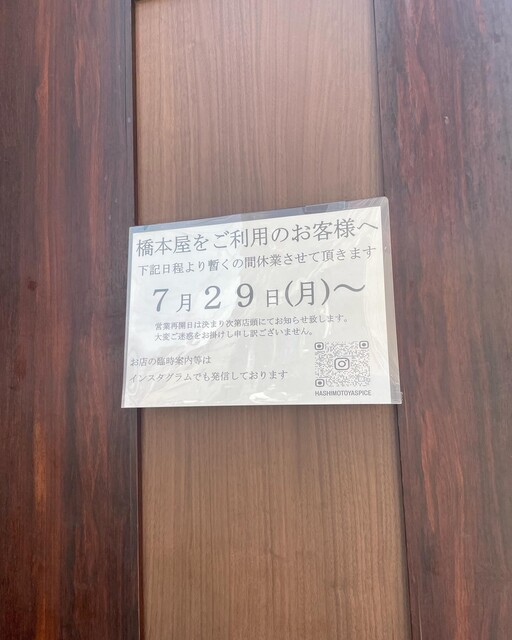 橋本屋をご利用のお客様へ
下記日程より暫くの間休業させて頂きます
７月２９日(月)～
営業再開日は決まり次第店頭にてお知らせ致します。
大変ご迷惑をお掛けし申し訳ございません。
お店の臨時案内等は
インスタグラムでも発信しております
HASHIMOTOYASPICE